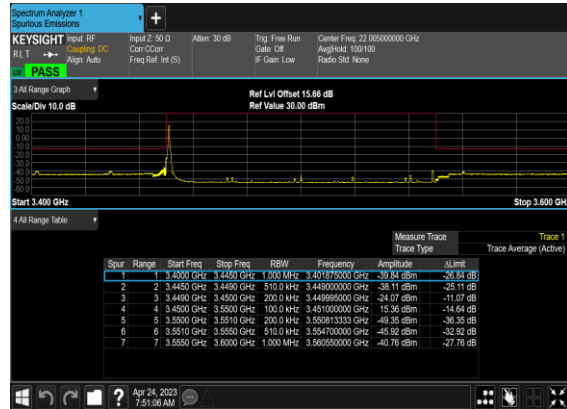 Spectrum Analyzer 1
Spurious Emissions
+
KEYSIGHT Input: RF Input Z: 50 Ω Atten: 30 dB Trig: Free Run Center Freq: 22.005000000 GHz
RLT Coupling: DC Corr CCorr Gate: Off Avg|Hold: 100/100
Align: Auto Freq Ref: Int (S) IF Gain: Low Radio Std: None
LW PASS
3 All Range Graph
Ref Lvl Offset 15.66 dB
Scale/Div 10.0 dB Ref Value 30.00 dBm
20.0
10.0
0.00
-10.0
-20.0
-30.0
-40.0
-50.0
-60.0
Start 3.400 GHz Stop 3.600 GH
4 All Range Table
Measure Trace Trace 1
Trace Type Trace Average (Active)
Spur Range Start Freq Stop Freq RBW Frequency Amplitude ΔLimit
1 1 3.4000 GHz 3.4450 GHz 1.000 MHz 3.401875000 GHz -39.84 dBm -26.84 dB
2 2 3.4450 GHz 3.4490 GHz 510.0 kHz 3.449000000 GHz -38.11 dBm -25.11 dB
3 3 3.4490 GHz 3.4500 GHz 200.0 kHz 3.449995000 GHz -24.07 dBm -11.07 dB
4 4 3.4500 GHz 3.5500 GHz 100.0 kHz 3.451000000 GHz 15.36 dBm -14.64 dB
5 5 3.5500 GHz 3.5510 GHz 200.0 kHz 3.550813333 GHz -49.35 dBm -36.35 dB
6 6 3.5510 GHz 3.5550 GHz 510.0 kHz 3.554700000 GHz -45.92 dBm -32.92 dB
7 7 3.5550 GHz 3.6000 GHz 1.000 MHz 3.560550000 GHz -40.76 dBm -27.76 dB
? Apr 24, 2023
7:51:06 AM